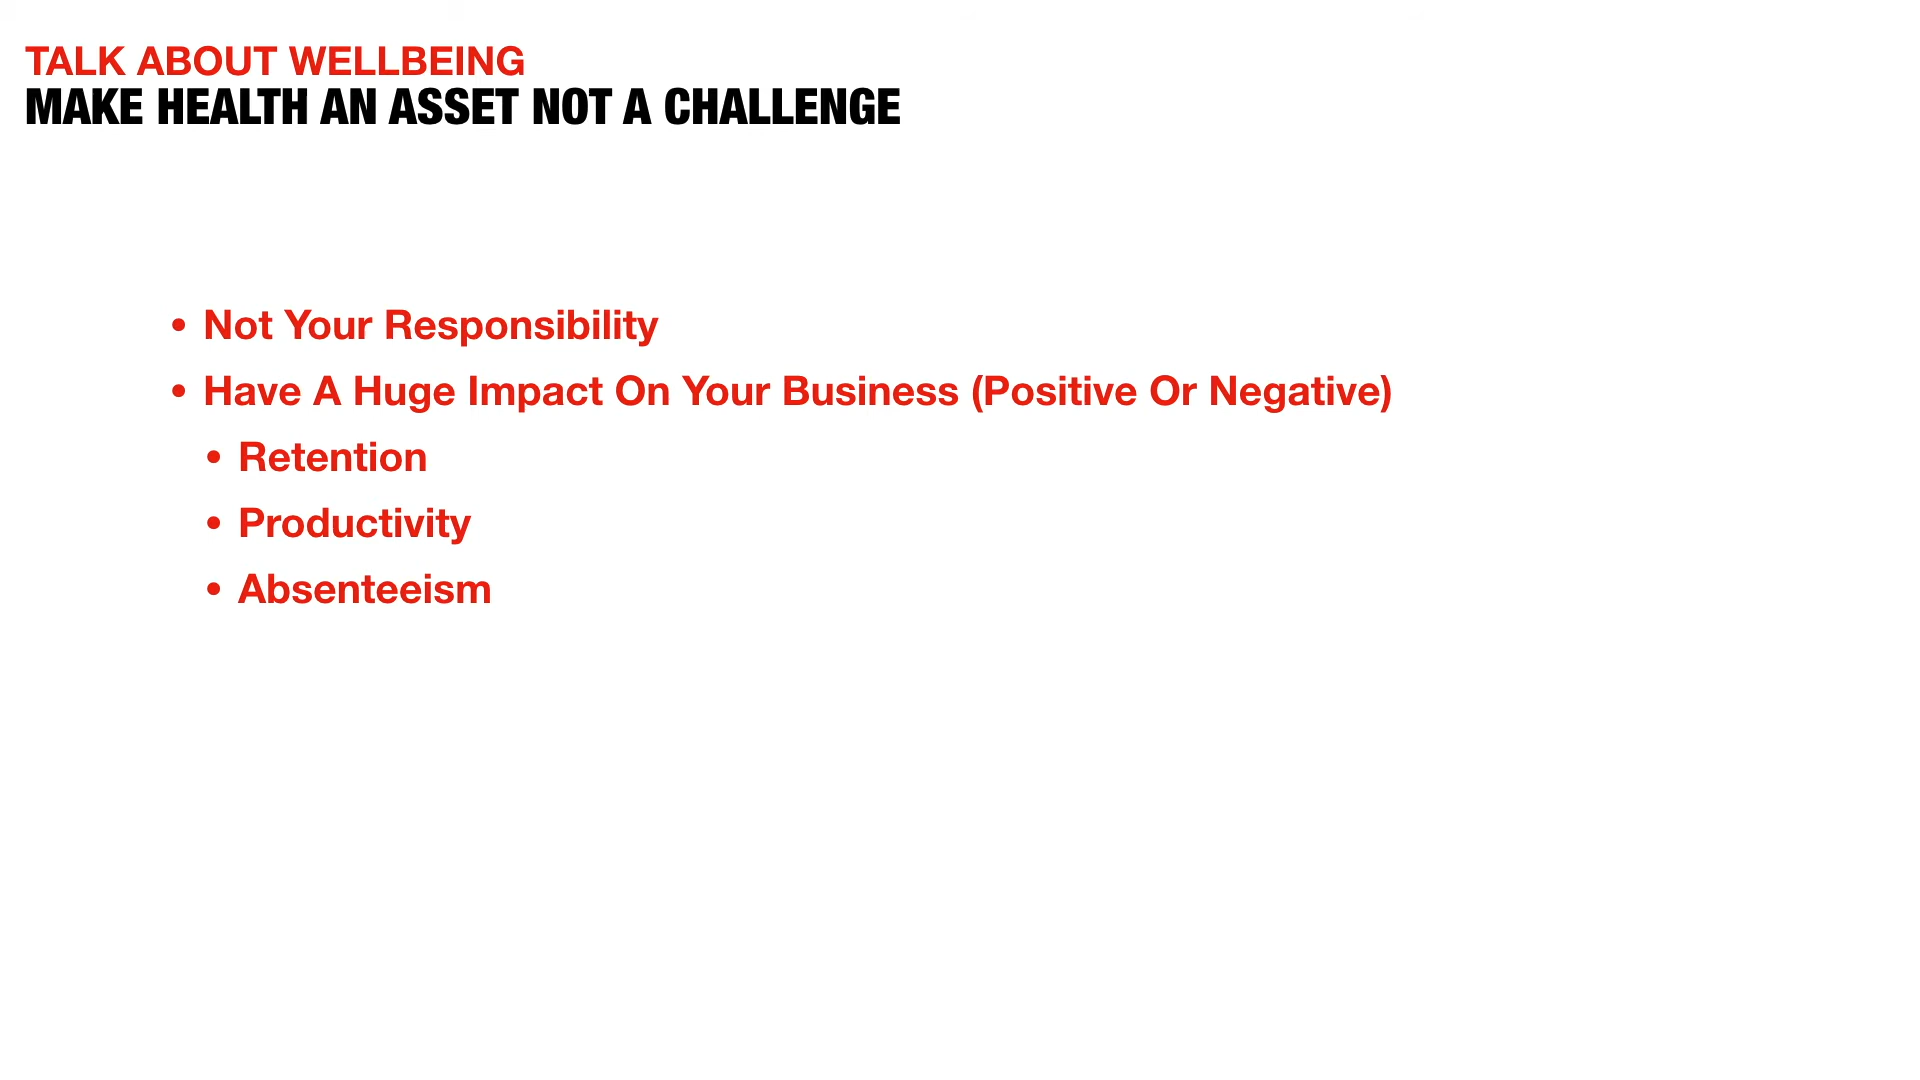 TALK ABOUT WELLBEING
MAKE HEALTH AN ASSET NOT A CHALLENGE
• Not Your Responsibility
• Have A Huge Impact On Your Business (Positive Or Negative)
• Retention
• Productivity
• Absenteeism